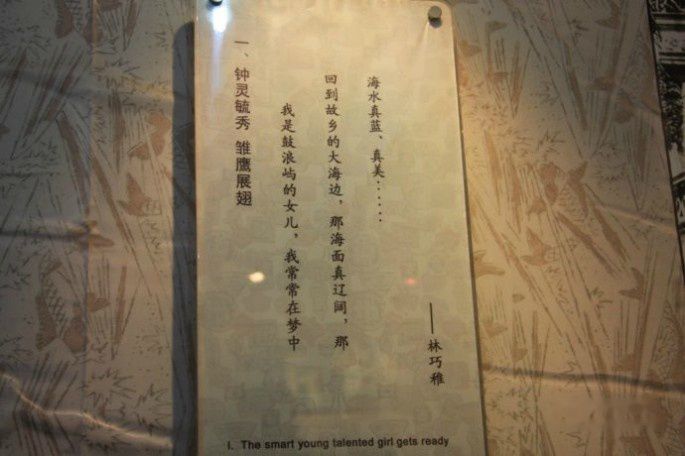 一、钟灵毓秀 雏鹰展翅
我是鼓浪屿的女儿，我常常在梦中
回到故乡的大海边，那海面真辽阔，那
海水真蓝、真美……
——林巧稚
I. The smart young talented girl gets ready